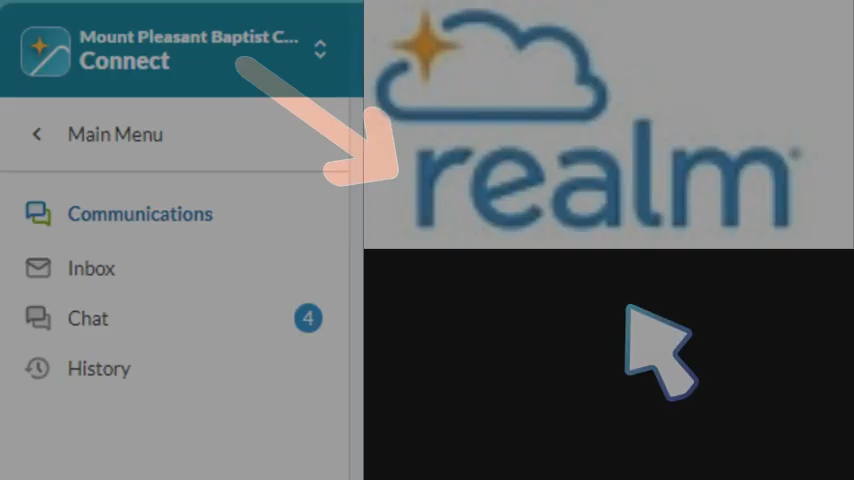 Mount Pleasant Baptist C...
Connect
Main Menu
Communications
Inbox
Chat 4
History
realm